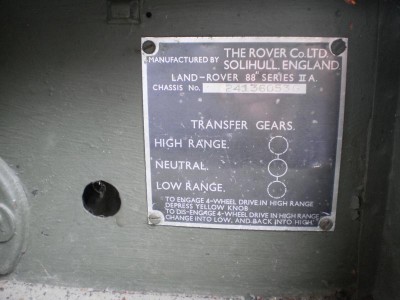 THE ROVER Co. LTD
MANUFACTURED BY SOLIHULL. ENGLAND
LAND-ROVER 88" SERIES II A.
CHASSIS No.
TRANSFER GEARS.
HIGH RANGE.
NEUTRAL.
LOW RANGE.
TO ENGAGE 4-WHEEL DRIVE IN HIGH RANGE
DEPRESS YELLOW KNOB
TO DIS-ENGAGE 4-WHEEL DRIVE IN HIGH RANGE
CHANGE INTO LOW, AND BACK INTO HIGH.